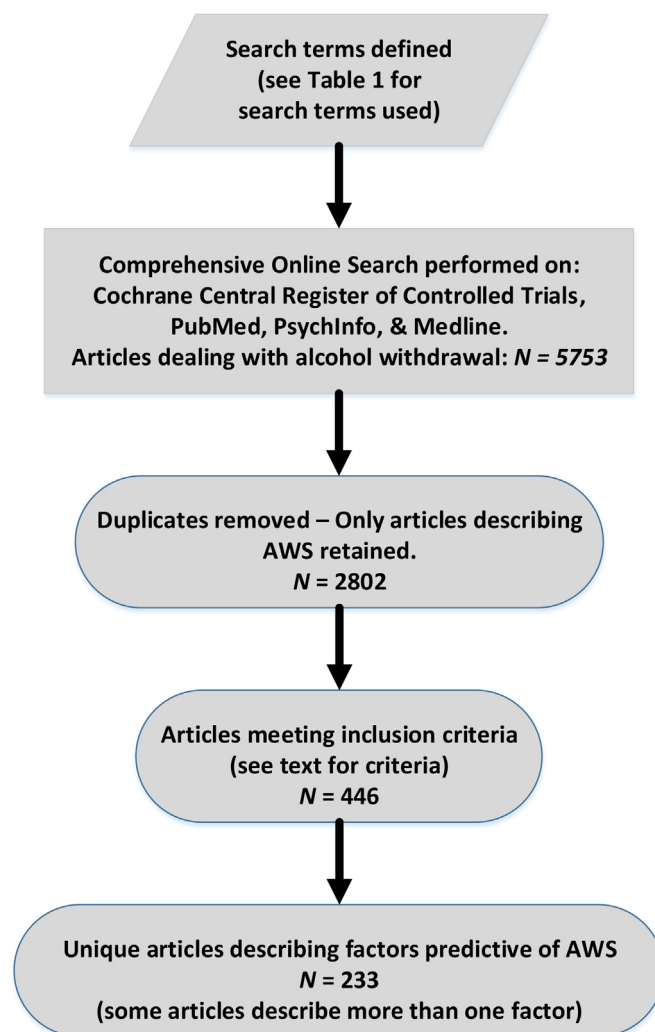 Search terms defined
(see Table 1 for
search terms used)
Comprehensive Online Search performed on:
Cochrane Central Register of Controlled Trials,
PubMed, PsychInfo, & Medline.
Articles dealing with alcohol withdrawal: N = 5753
Duplicates removed – Only articles describing
AWS retained.
N = 2802
Articles meeting inclusion criteria
(see text for criteria)
N = 446
Unique articles describing factors predictive of AWS
N = 233
(some articles describe more than one factor)